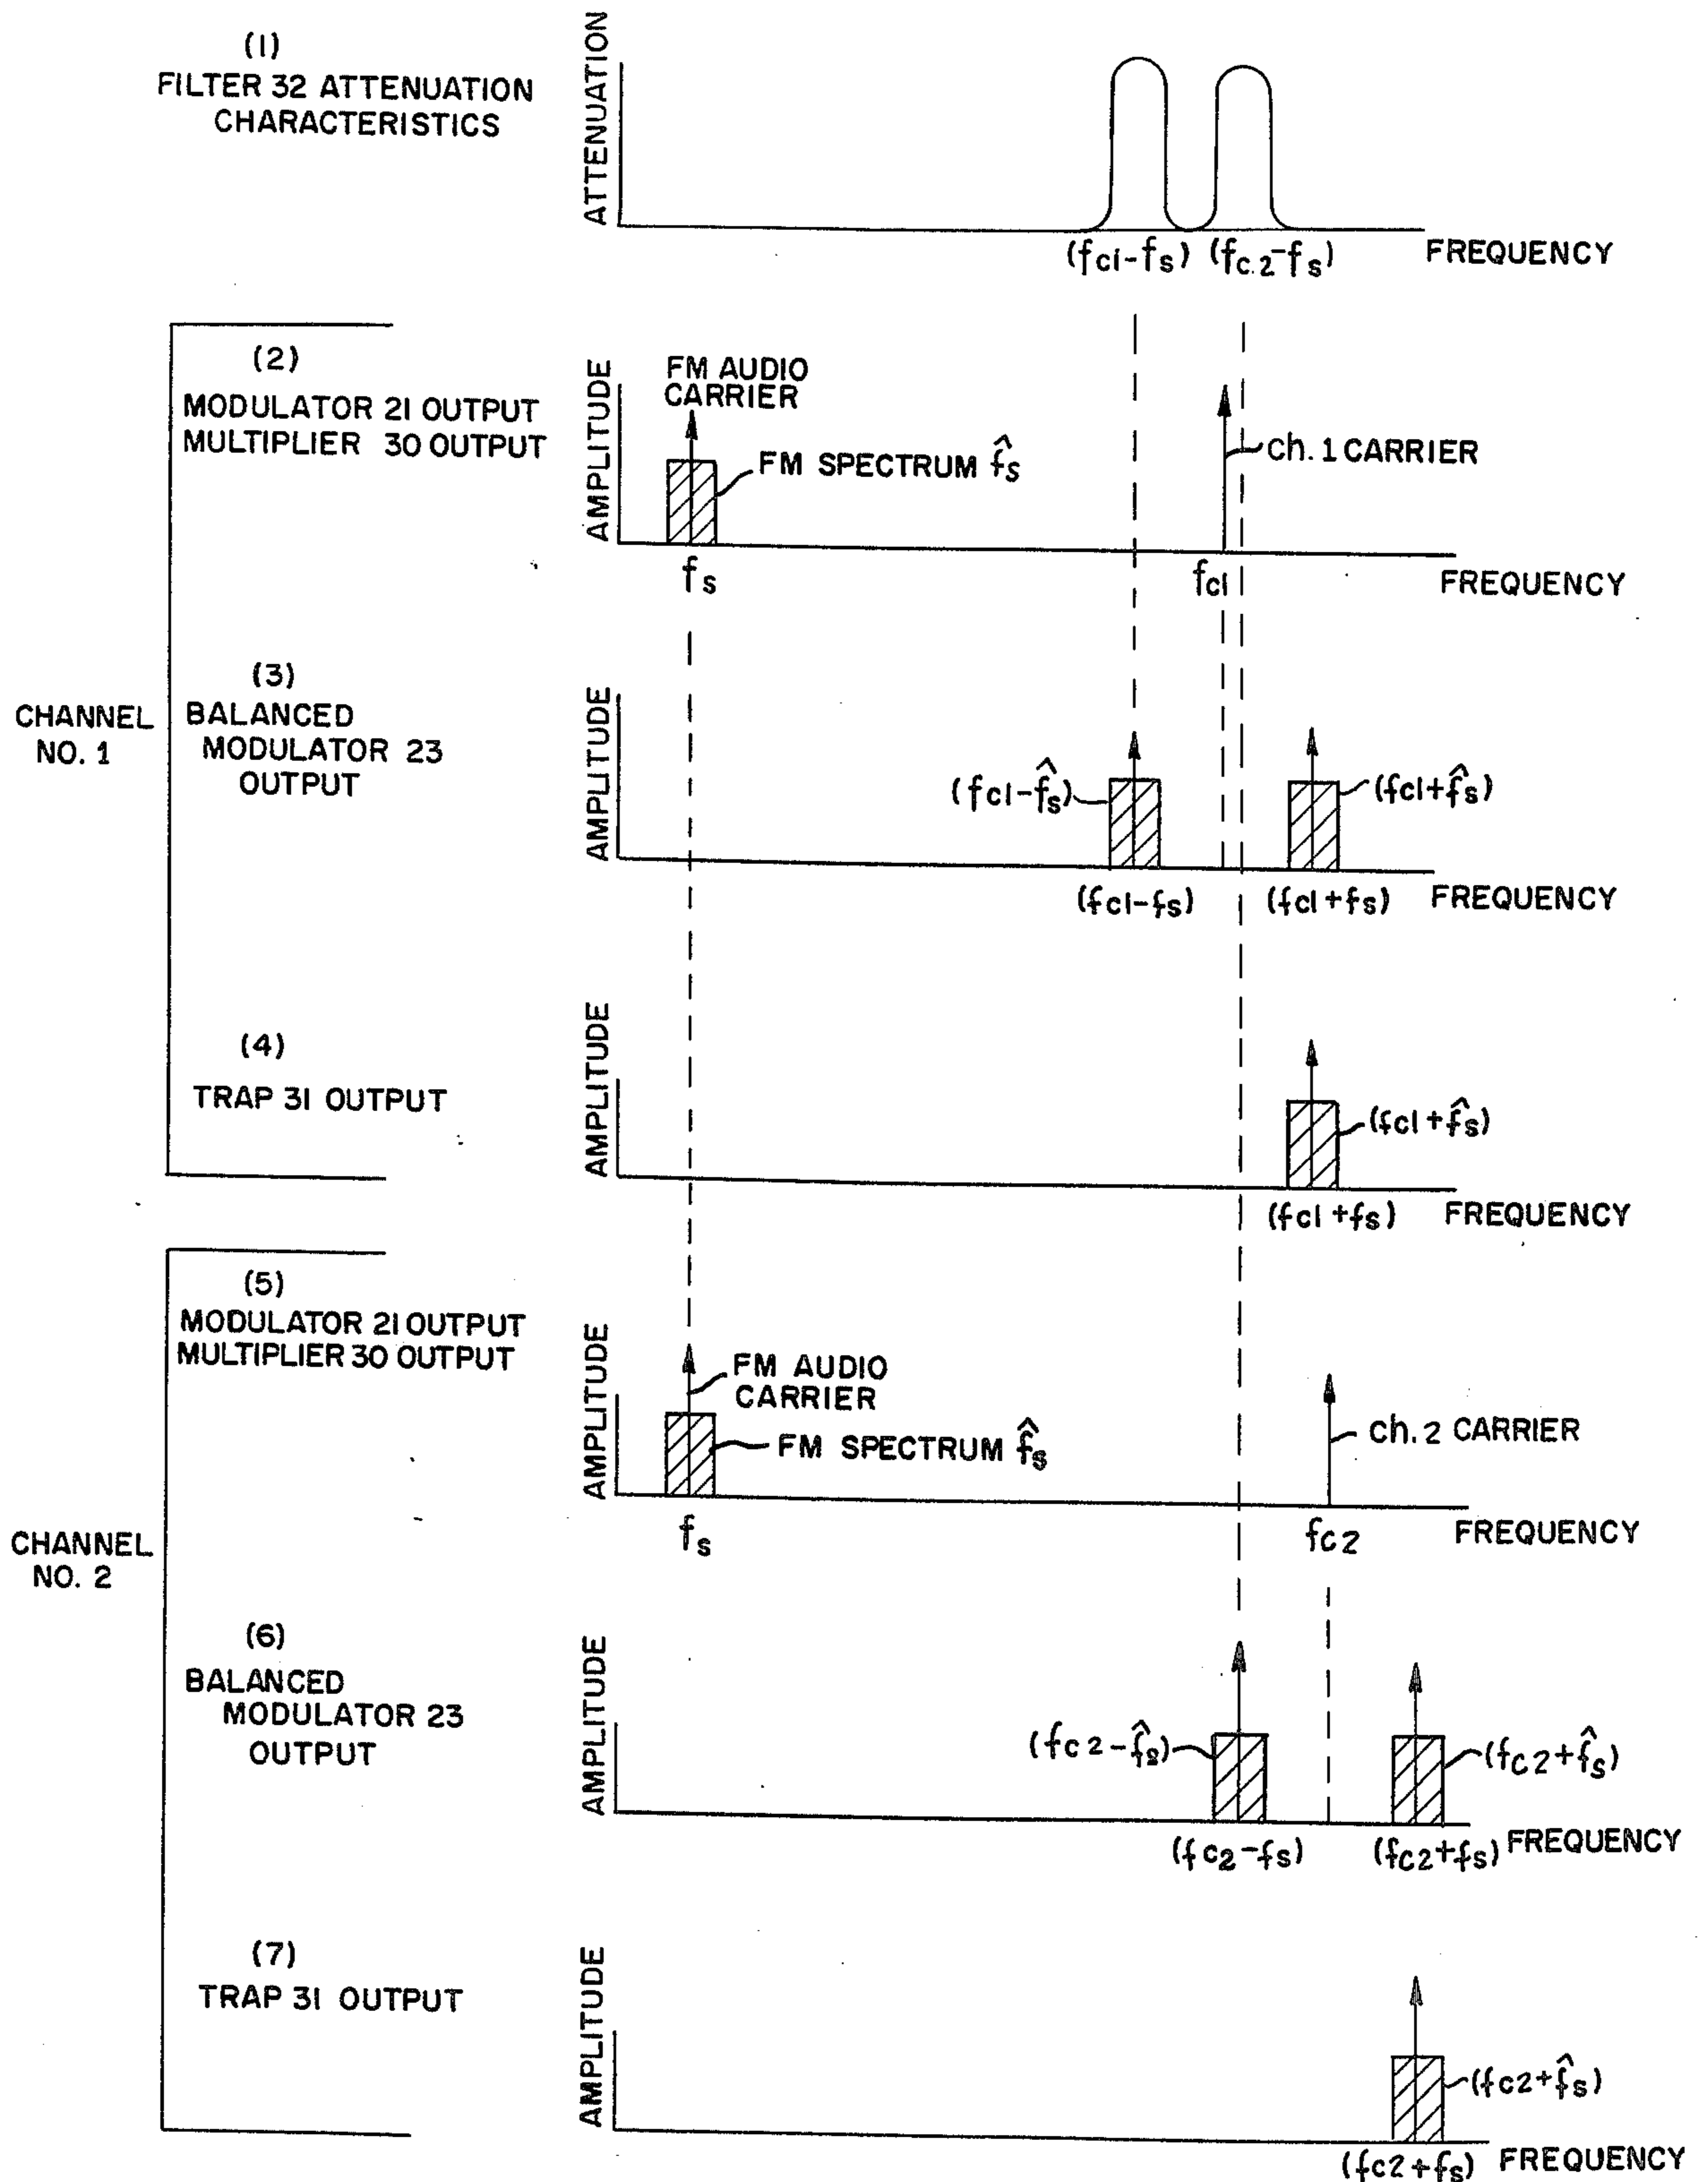 (1)
FILTER 32 ATTENUATION
CHARACTERISTICS
ATTENUATION
(fc1-fs) (fc.2-fs)
FREQUENCY
CHANNEL
NO. 1
(2)
MODULATOR 21 OUTPUT
MULTIPLIER 30 OUTPUT
AMPLITUDE
FM AUDIO
CARRIER
FM SPECTRUM f̂s
Ch. 1 CARRIER
fs
fc1
FREQUENCY
(3)
BALANCED
MODULATOR 23
OUTPUT
AMPLITUDE
(fc1-f̂s)
(fc1+f̂s)
(fc1-fs)
(fc1+fs)
FREQUENCY
(4)
TRAP 31 OUTPUT
AMPLITUDE
(fc1+f̂s)
(fc1+fs)
FREQUENCY
CHANNEL
NO. 2
(5)
MODULATOR 21 OUTPUT
MULTIPLIER 30 OUTPUT
AMPLITUDE
FM AUDIO
CARRIER
FM SPECTRUM f̂s
Ch. 2 CARRIER
fs
fc2
FREQUENCY
(6)
BALANCED
MODULATOR 23
OUTPUT
AMPLITUDE
(fc2-f̂s)
(fc2+f̂s)
(fc2-fs)
(fc2+fs)
FREQUENCY
(7)
TRAP 31 OUTPUT
AMPLITUDE
(fc2+f̂s)
(fc2+fs)
FREQUENCY